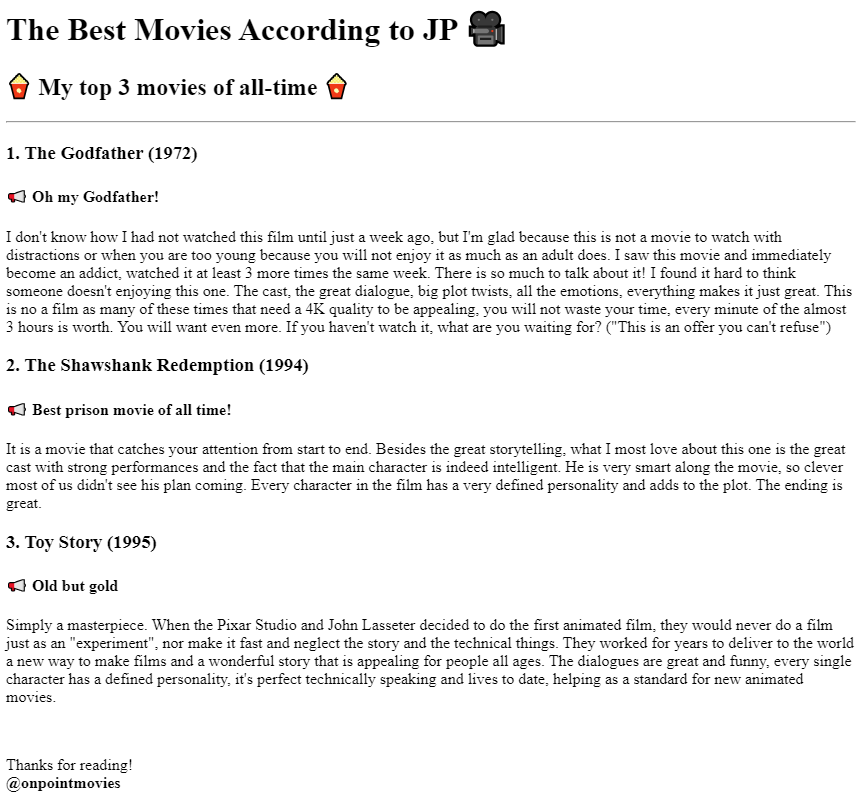 The Best Movies According to JP
My top 3 movies of all-time
1. The Godfather (1972)
Oh my Godfather!
I don't know how I had not watched this film until just a week ago, but I'm glad because this is not a movie to watch with
distractions or when you are too young because you will not enjoy it as much as an adult does. I saw this movie and immediately
become an addict, watched it at least 3 more times the same week. There is so much to talk about it! I found it hard to think
someone doesn't enjoying this one. The cast, the great dialogue, big plot twists, all the emotions, everything makes it just great. This
is no a film as many of these times that need a 4K quality to be appealing, you will not waste your time, every minute of the almost
3 hours is worth. You will want even more. If you haven't watch it, what are you waiting for? ("This is an offer you can't refuse")
2. The Shawshank Redemption (1994)
Best prison movie of all time!
It is a movie that catches your attention from start to end. Besides the great storytelling, what I most love about this one is the great
cast with strong performances and the fact that the main character is indeed intelligent. He is very smart along the movie, so clever
most of us didn't see his plan coming. Every character in the film has a very defined personality and adds to the plot. The ending is
great.
3. Toy Story (1995)
Old but gold
Simply a masterpiece. When the Pixar Studio and John Lasseter decided to do the first animated film, they would never do a film
just as an "experiment", nor make it fast and neglect the story and the technical things. They worked for years to deliver to the world
a new way to make films and a wonderful story that is appealing for people all ages. The dialogues are great and funny, every single
character has a defined personality, it's perfect technically speaking and lives to date, helping as a standard for new animated
movies.
Thanks for reading!
@onpointmovies